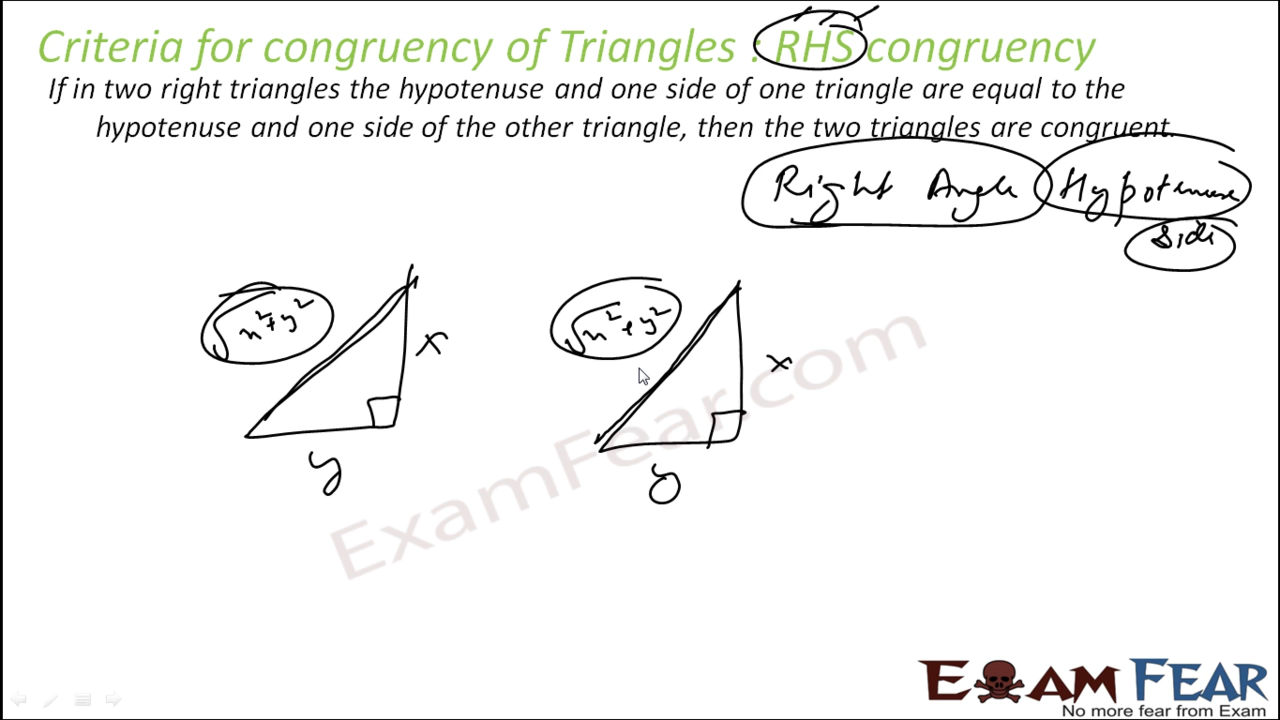 Criteria for congruency of Triangles : RHS congruency
If in two right triangles the hypotenuse and one side of one triangle are equal to the
hypotenuse and one side of the other triangle, then the two triangles are congruent.
Right Angle Hypotenuse
Side
√x²+y²
x
y
√x²+y²
x
y
ExamFear.com
EXAM FEAR
No more fear from Exam